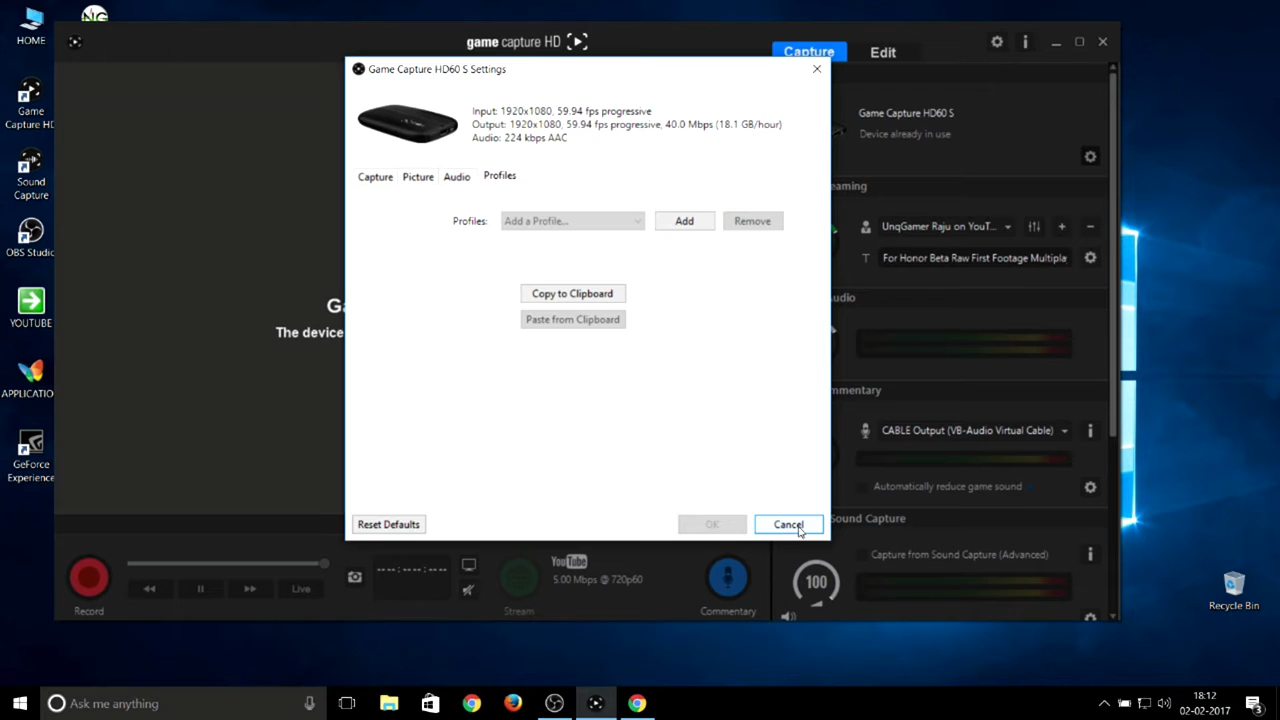 HOME
NG
Game
Capture HD
Sound
Capture
OBS Studio
YOUTUBE
APPLICATIO
GeForce
Experience
game capture HD
Capture
Edit
Game Capture HD60 S Settings
Input: 1920x1080, 59.94 fps progressive
Output: 1920x1080, 59.94 fps progressive, 40.0 Mbps (18.1 GB/hour)
Audio: 224 kbps AAC
Capture
Picture
Audio
Profiles
Profiles:
Add a Profile...
Add
Remove
Copy to Clipboard
Paste from Clipboard
Reset Defaults
OK
Cancel
Ga
The device
Game Capture HD60 S
Device already in use
eaming
UnqGamer Raju on YouT...
T
For Honor Beta Raw First Footage Multipla
udio
mmentary
CABLE Output (VB-Audio Virtual Cable)
Automatically reduce game sound
Sound Capture
Capture from Sound Capture (Advanced)
100
Record
Live
--:--:--:--
Stream
YouTube
5.00 Mbps @ 720p60
Commentary
Recycle Bin
Ask me anything
18:12
02-02-2017
3